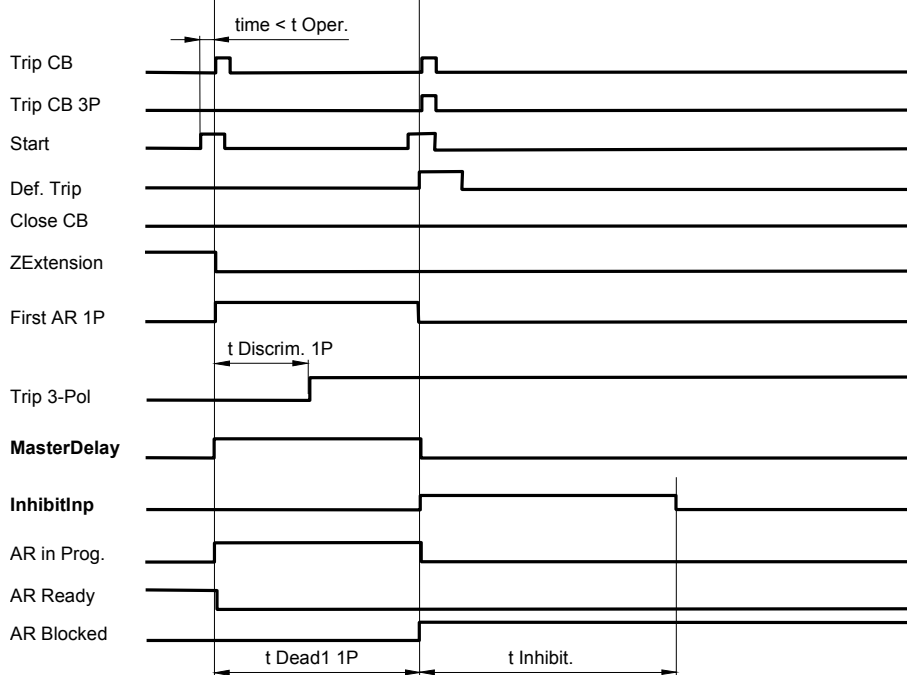 time < t Oper.
Trip CB
Trip CB 3P
Start
Def. Trip
Close CB
ZExtension
First AR 1P
t Discrim. 1P
Trip 3-Pol
MasterDelay
InhibitInp
AR in Prog.
AR Ready
AR Blocked
t Dead1 1P t Inhibit.